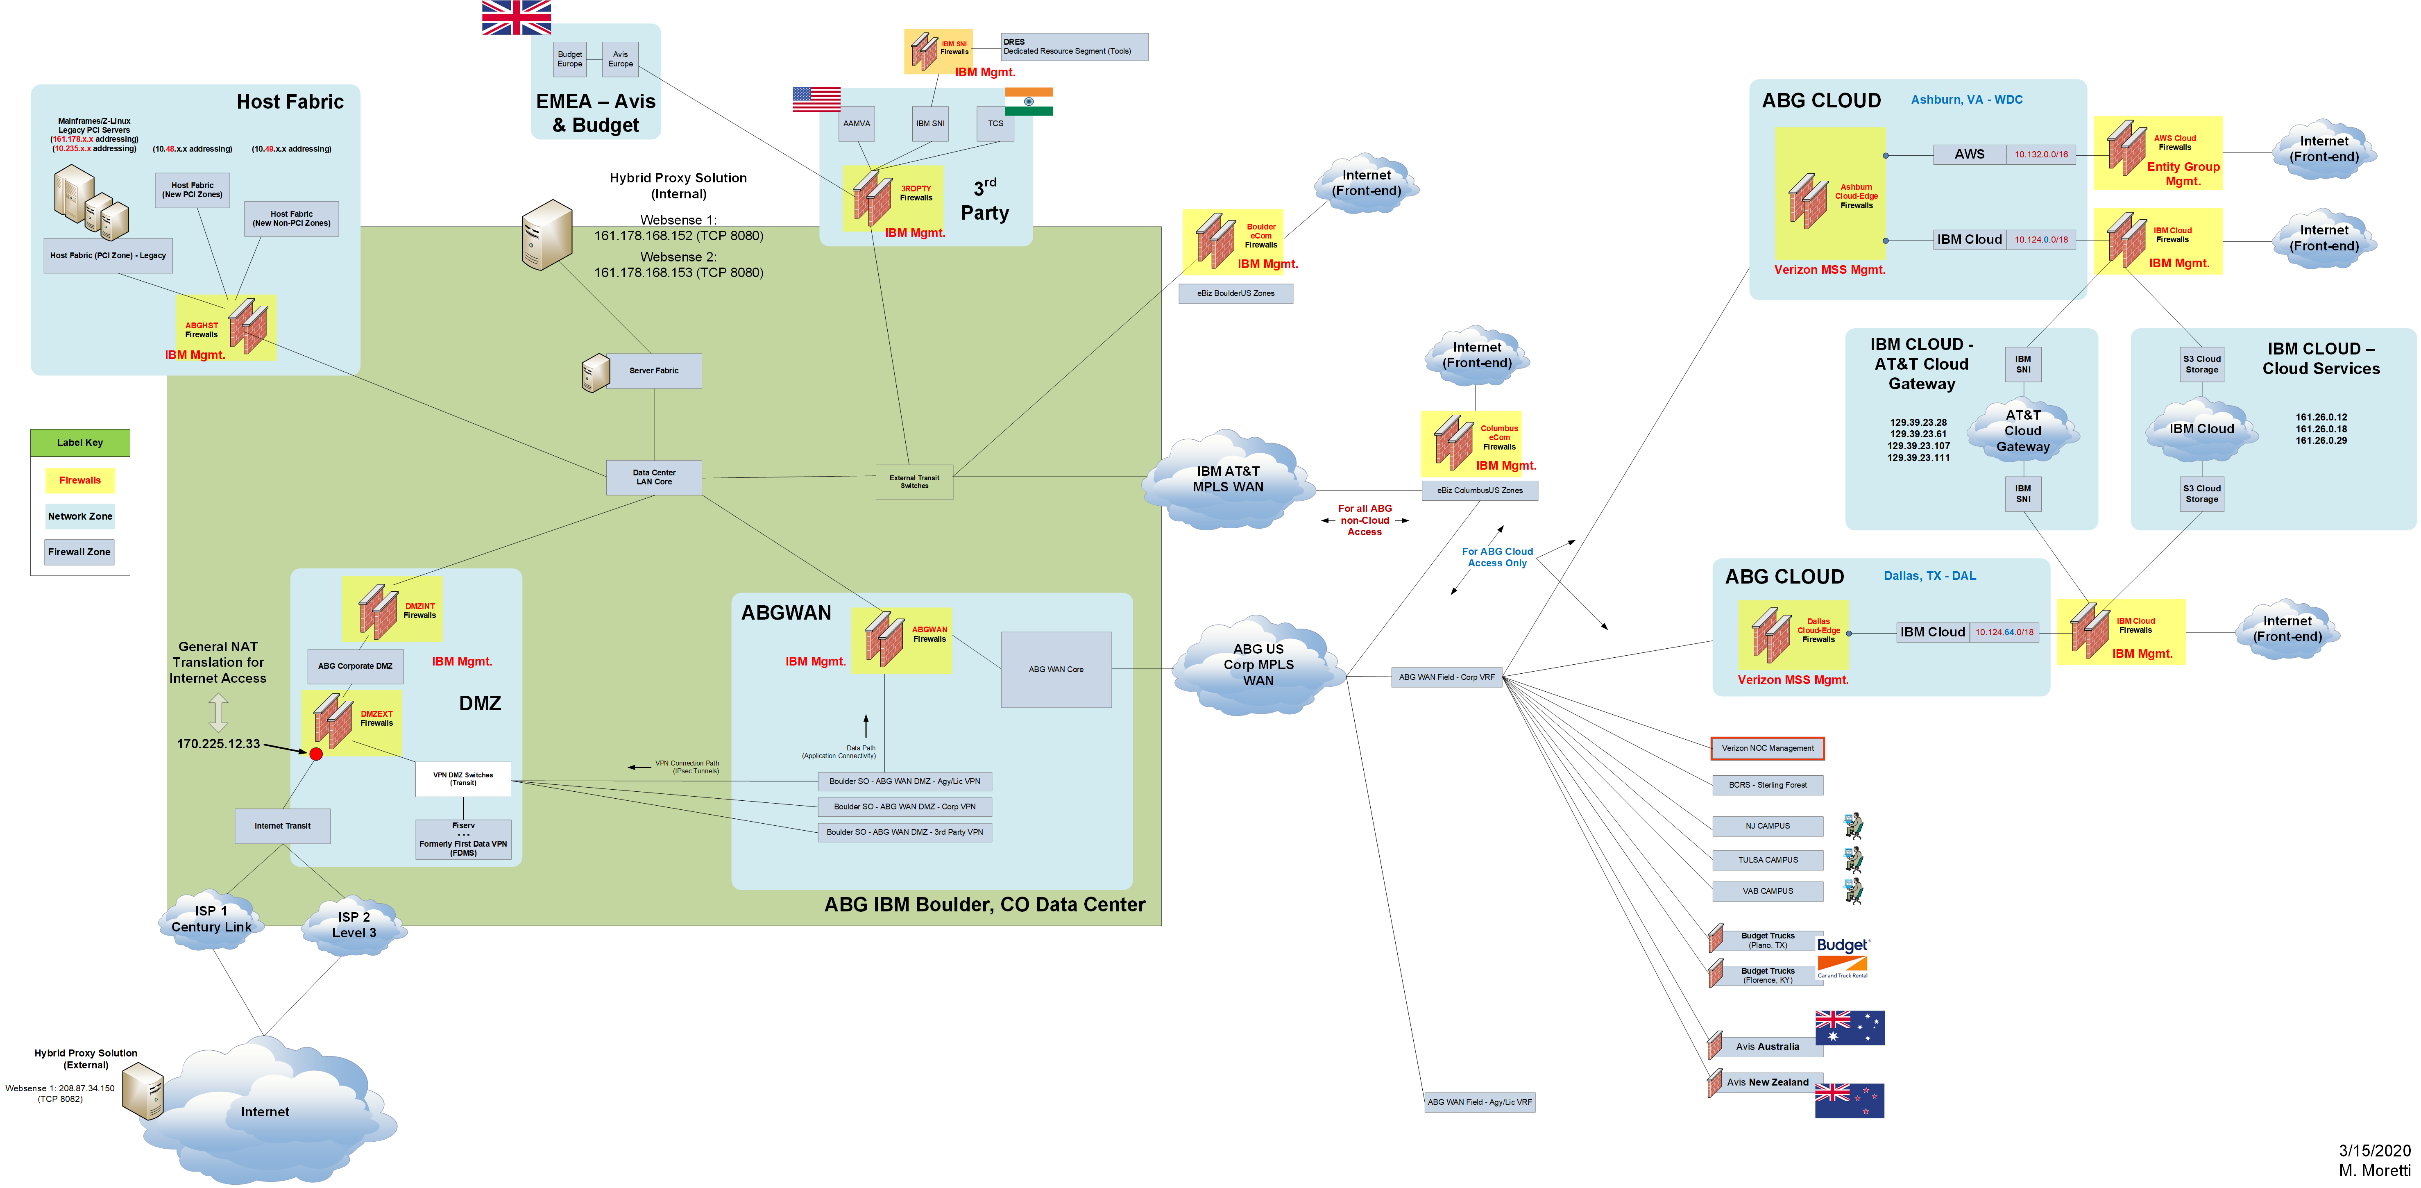 Host Fabric
Mainframes/Z-Linux
Legacy PCI Servers
(161.178.x.x addressing)
(10.235.x.x addressing)
(10.48.x.x addressing)
(10.49.x.x addressing)
Host Fabric
(New PCI Zones)
Host Fabric
(New Non-PCI Zones)
Host Fabric (PCI Zone) - Legacy
ABGHST
Firewalls
IBM Mgmt.
Label Key
Firewalls
Network Zone
Firewall Zone
Budget
Europe
Avis
Europe
EMEA – Avis
& Budget
IBM SNI
Firewalls
IBM Mgmt.
DRES
Dedicated Resource Segment (Tools)
AAMVA
IBM SNI
TCS
3RDPTY
Firewalls
IBM Mgmt.
3rd
Party
Hybrid Proxy Solution
(Internal)
Websense 1:
161.178.168.152 (TCP 8080)
Websense 2:
161.178.168.153 (TCP 8080)
Server Fabric
Data Center
LAN Core
External Transit
Switches
Internet
(Front-end)
Boulder
eCom
Firewalls
IBM Mgmt.
eBiz BoulderUS Zones
Internet
(Front-end)
Columbus
eCom
Firewalls
IBM Mgmt.
eBiz ColumbusUS Zones
IBM AT&T
MPLS WAN
For all ABG
non-Cloud
Access
For ABG Cloud
Access Only
DMZINT
Firewalls
ABG Corporate DMZ
IBM Mgmt.
DMZEXT
Firewalls
DMZ
General NAT
Translation for
Internet Access
170.225.12.33
VPN DMZ Switches
(Transit)
Fiserv
- - -
Formerly First Data VPN
(FDMS)
Internet Transit
ISP 1
Century Link
ISP 2
Level 3
ABGWAN
ABGWAN
Firewalls
IBM Mgmt.
ABG WAN Core
Data Path
(Application Connectivity)
VPN Connection Path
(IPsec Tunnels)
Boulder SO - ABG WAN DMZ - Agy/Lic VPN
Boulder SO - ABG WAN DMZ - Corp VPN
Boulder SO - ABG WAN DMZ - 3rd Party VPN
ABG IBM Boulder, CO Data Center
ABG US
Corp MPLS
WAN
ABG WAN Field - Corp VRF
ABG WAN Field - Agy/Lic VRF
Hybrid Proxy Solution
(External)
Websense 1: 208.87.34.150
(TCP 8082)
Internet
ABG CLOUD
Ashburn, VA - WDC
Ashburn
Cloud-Edge
Firewalls
Verizon MSS Mgmt.
AWS
10.132.0.0/16
IBM Cloud
10.124.0.0/18
AWS Cloud
Firewalls
Entity Group
Mgmt.
Internet
(Front-end)
IBM Cloud
Firewalls
IBM Mgmt.
Internet
(Front-end)
IBM CLOUD -
AT&T Cloud
Gateway
129.39.23.28
129.39.23.61
129.39.23.107
129.39.23.111
IBM
SNI
AT&T
Cloud
Gateway
IBM
SNI
IBM CLOUD –
Cloud Services
S3 Cloud
Storage
IBM Cloud
S3 Cloud
Storage
161.26.0.12
161.26.0.18
161.26.0.29
ABG CLOUD
Dallas, TX - DAL
Dallas
Cloud-Edge
Firewalls
Verizon MSS Mgmt.
IBM Cloud
10.124.64.0/18
IBM Cloud
Firewalls
IBM Mgmt.
Internet
(Front-end)
Verizon NOC Management
BCRS - Sterling Forest
NJ CAMPUS
TULSA CAMPUS
VAB CAMPUS
Budget Trucks
(Plano, TX)
Budget Trucks
(Florence, KY)
Budget
Car and Truck Rental
Avis Australia
Avis New Zealand
3/15/2020
M. Moretti